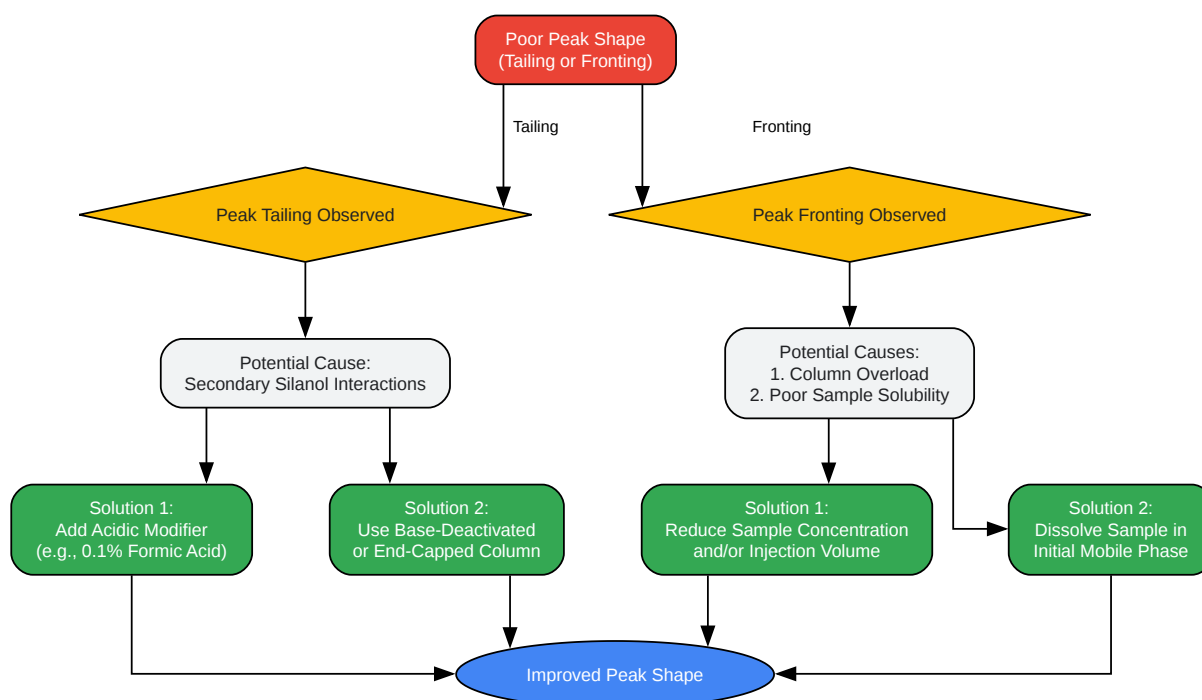 Poor Peak Shape
(Tailing or Fronting)
Tailing
Fronting
Peak Tailing Observed
Peak Fronting Observed
Potential Cause:
Secondary Silanol Interactions
Potential Causes:
1. Column Overload
2. Poor Sample Solubility
Solution 1:
Add Acidic Modifier
(e.g., 0.1% Formic Acid)
Solution 2:
Use Base-Deactivated
or End-Capped Column
Solution 1:
Reduce Sample Concentration
and/or Injection Volume
Solution 2:
Dissolve Sample in
Initial Mobile Phase
Improved Peak Shape